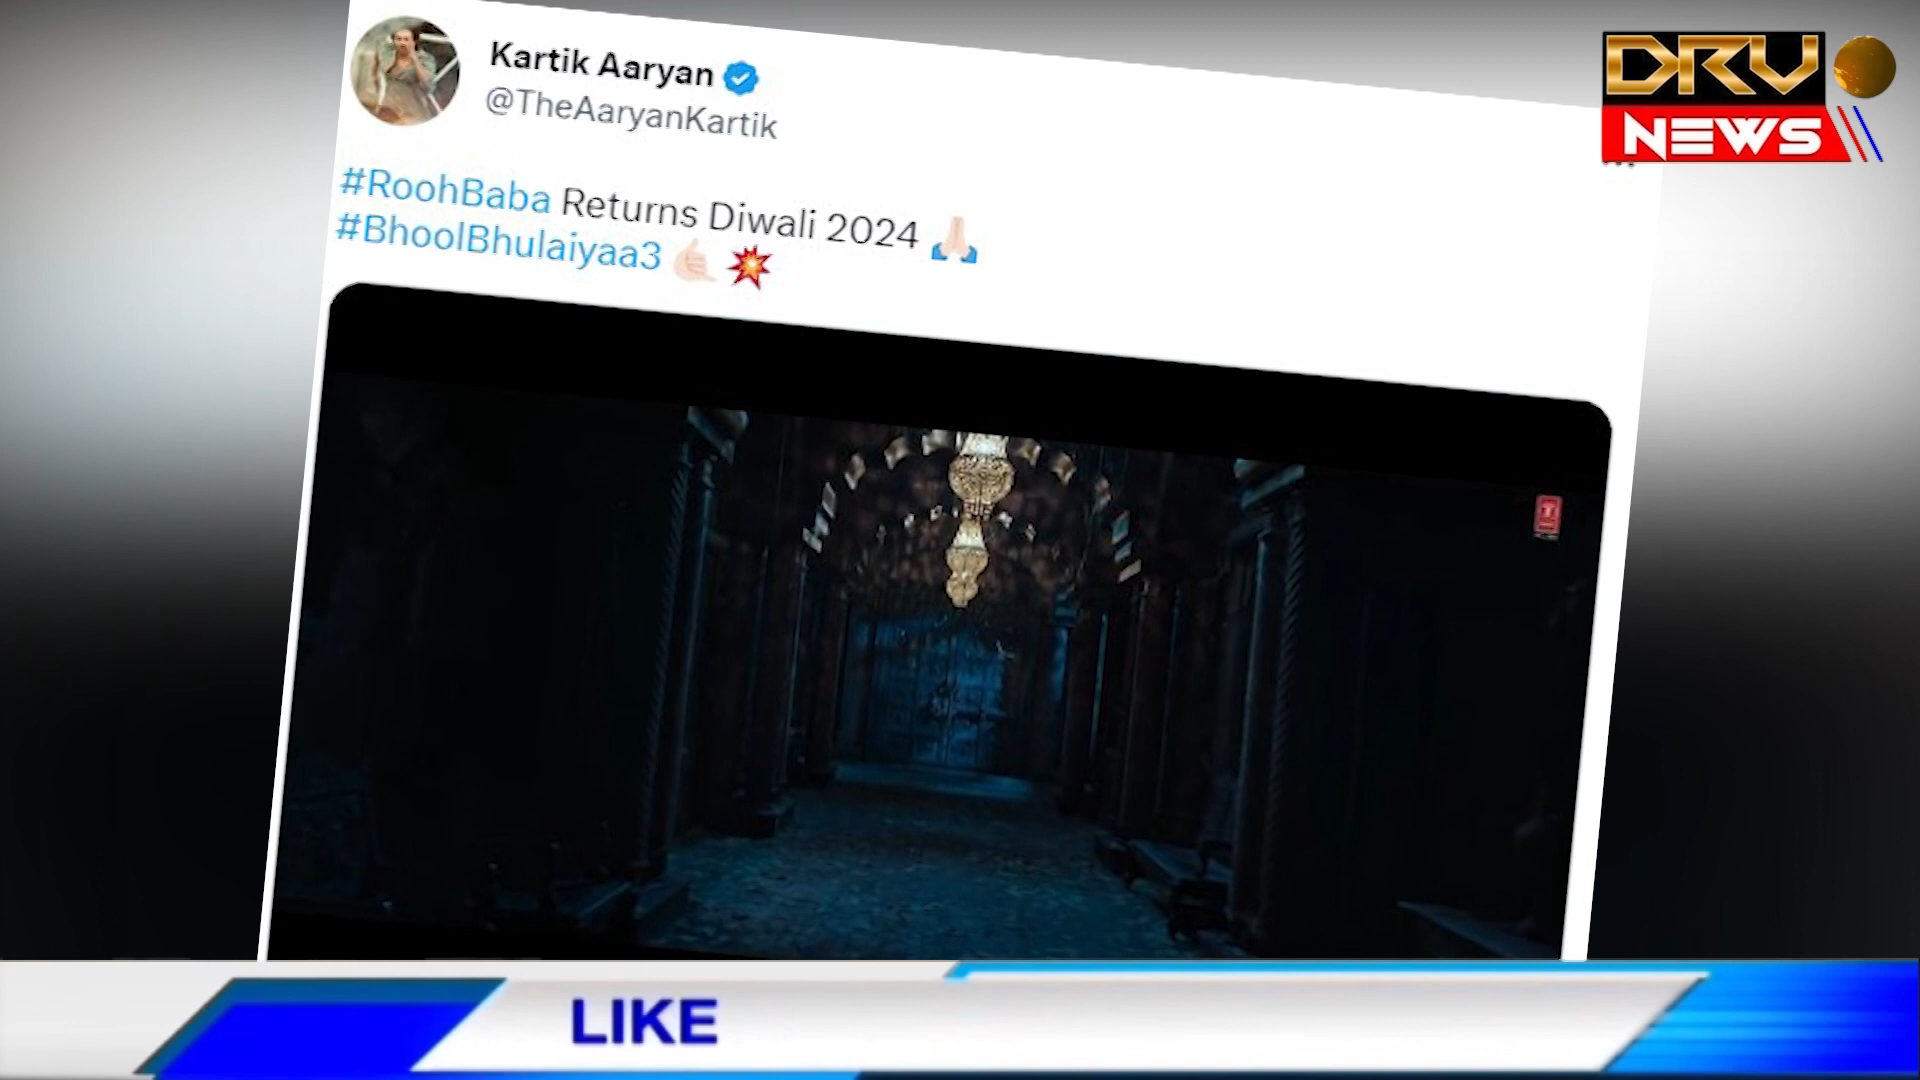 Kartik Aaryan
@TheAaryanKartik
#RoohBaba Returns Diwali 2024 🙏🏻
#BhoolBhulaiyaa3 🤙🏻💥
DRV
NEWS
T
LIKE